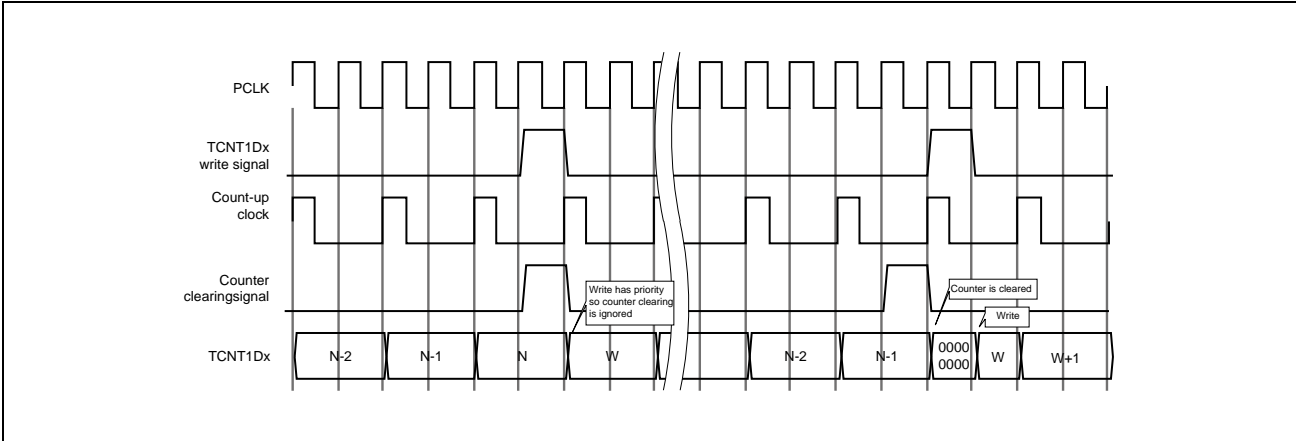 PCLK
TCNT1Dx
write signal
Count-up
clock
Counter
clearingsignal
Write has priority
so counter clearing
is ignored
Counter is cleared
Write
TCNT1Dx
N-2
N-1
N
W
N-2
N-1
0000
0000
W
W+1